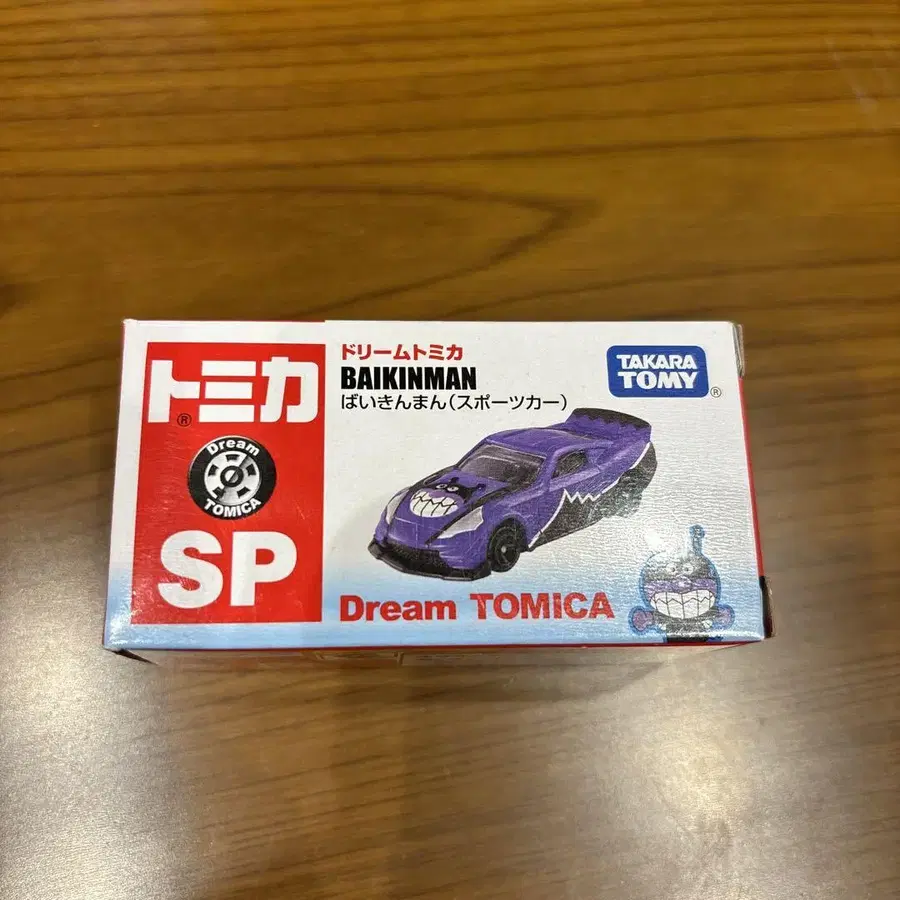 トミカ
®
Dream
TOMICA
SP
ドリームトミカ
BAIKINMAN
ばいきんまん(スポーツカー)
TAKARA
TOMY
®
Dream TOMICA